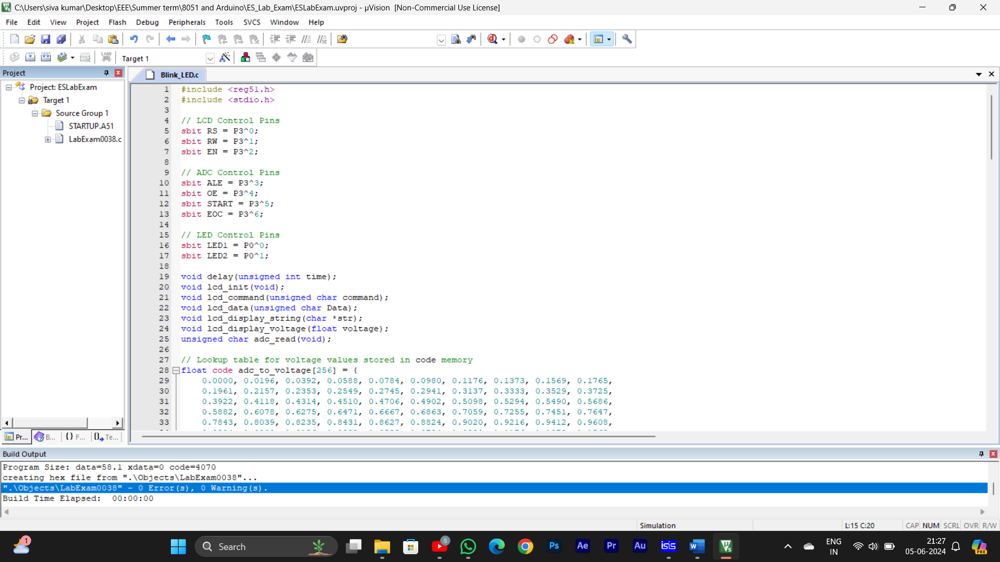 C:\Users\siva kumar\Desktop\EEE\Summer term\8051 and Arduino\ES_Lab_Exam\ESLabExam.uvproj - µVision  [Non-Commercial Use License]
File Edit View Project Flash Debug Peripherals Tools SVCS Window Help
LOAD Target 1
Project
Project: ESLabExam
Target 1
Source Group 1
STARTUP.A51
LabExam0038.c
Pr... B... {} F... Te...
Blink_LED.c
1 #include <reg51.h>
2 #include <stdio.h>
3
4 // LCD Control Pins
5 sbit RS = P3^0;
6 sbit RW = P3^1;
7 sbit EN = P3^2;
8
9 // ADC Control Pins
10 sbit ALE = P3^3;
11 sbit OE = P3^4;
12 sbit START = P3^5;
13 sbit EOC = P3^6;
14
15 // LED Control Pins
16 sbit LED1 = P0^0;
17 sbit LED2 = P0^1;
18
19 void delay(unsigned int time);
20 void lcd_init(void);
21 void lcd_command(unsigned char command);
22 void lcd_data(unsigned char Data);
23 void lcd_display_string(char *str);
24 void lcd_display_voltage(float voltage);
25 unsigned char adc_read(void);
26
27 // Lookup table for voltage values stored in code memory
28 float code adc_to_voltage[256] = {
29 0.0000, 0.0196, 0.0392, 0.0588, 0.0784, 0.0980, 0.1176, 0.1373, 0.1569, 0.1765,
30 0.1961, 0.2157, 0.2353, 0.2549, 0.2745, 0.2941, 0.3137, 0.3333, 0.3529, 0.3725,
31 0.3922, 0.4118, 0.4314, 0.4510, 0.4706, 0.4902, 0.5098, 0.5294, 0.5490, 0.5686,
32 0.5882, 0.6078, 0.6275, 0.6471, 0.6667, 0.6863, 0.7059, 0.7255, 0.7451, 0.7647,
33 0.7843, 0.8039, 0.8235, 0.8431, 0.8627, 0.8824, 0.9020, 0.9216, 0.9412, 0.9608,
Build Output
Program Size: data=58.1 xdata=0 code=4070
creating hex file from ".\Objects\LabExam0038"...
".\Objects\LabExam0038" - 0 Error(s), 0 Warning(s).
Build Time Elapsed:  00:00:00
Simulation L:15 C:20 CAP NUM SCRL OVR R/W
1 Search S Ps Ae Pr Au isis W ENG 21:27 PRE
IN 05-06-2024